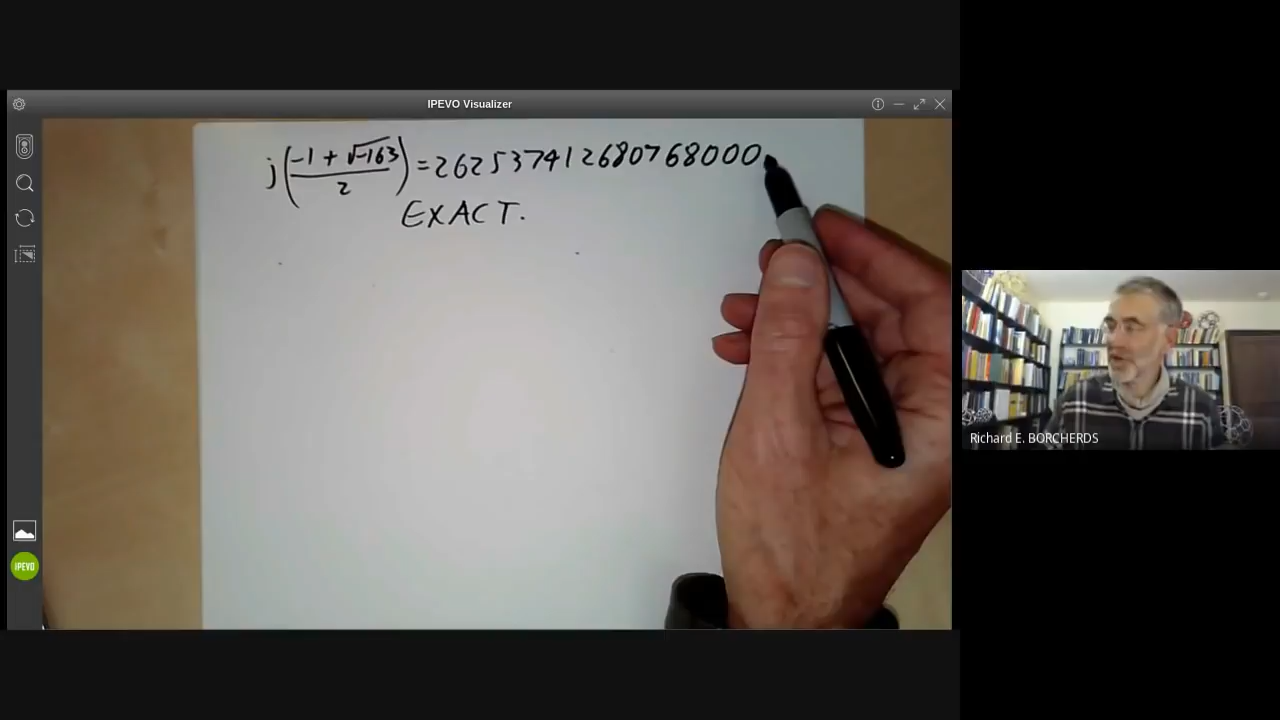 IPEVO Visualizer
j((-1 + √-163)/2) = 262537412680768000
EXACT.
IPEVO
Richard E. BORCHERDS